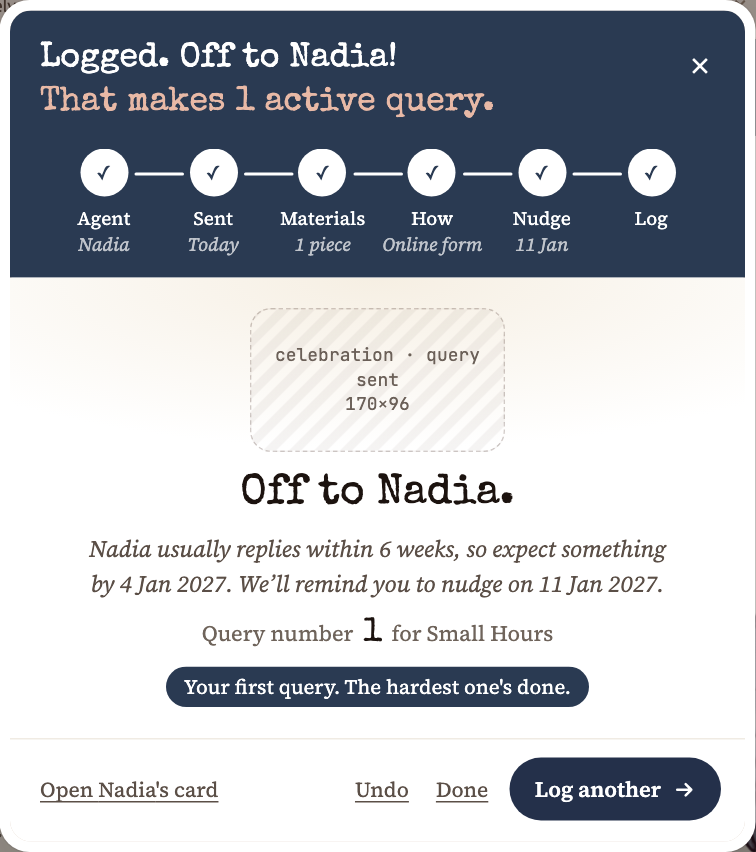 Logged. Off to Nadia!
That makes 1 active query.
✓ ✓ ✓ ✓ ✓ ✓
Agent Sent Materials How Nudge Log
Nadia Today 1 piece Online form 11 Jan
celebration · query
sent
170×96
Off to Nadia.
Nadia usually replies within 6 weeks, so expect something
by 4 Jan 2027. We’ll remind you to nudge on 11 Jan 2027.
Query number 1 for Small Hours
Your first query. The hardest one's done.
Open Nadia's card Undo Done Log another →